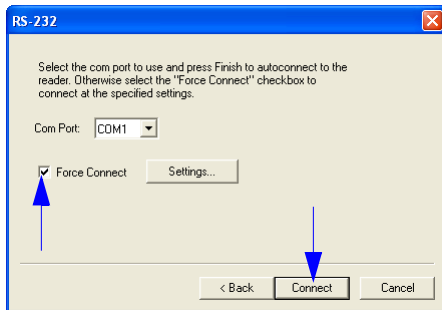 RS-232
Select the com port to use and press Finish to autoconnect to the
reader. Otherwise select the "Force Connect" checkbox to
connect at the specified settings.
Com Port: COM1
Force Connect Settings...
< Back Connect Cancel